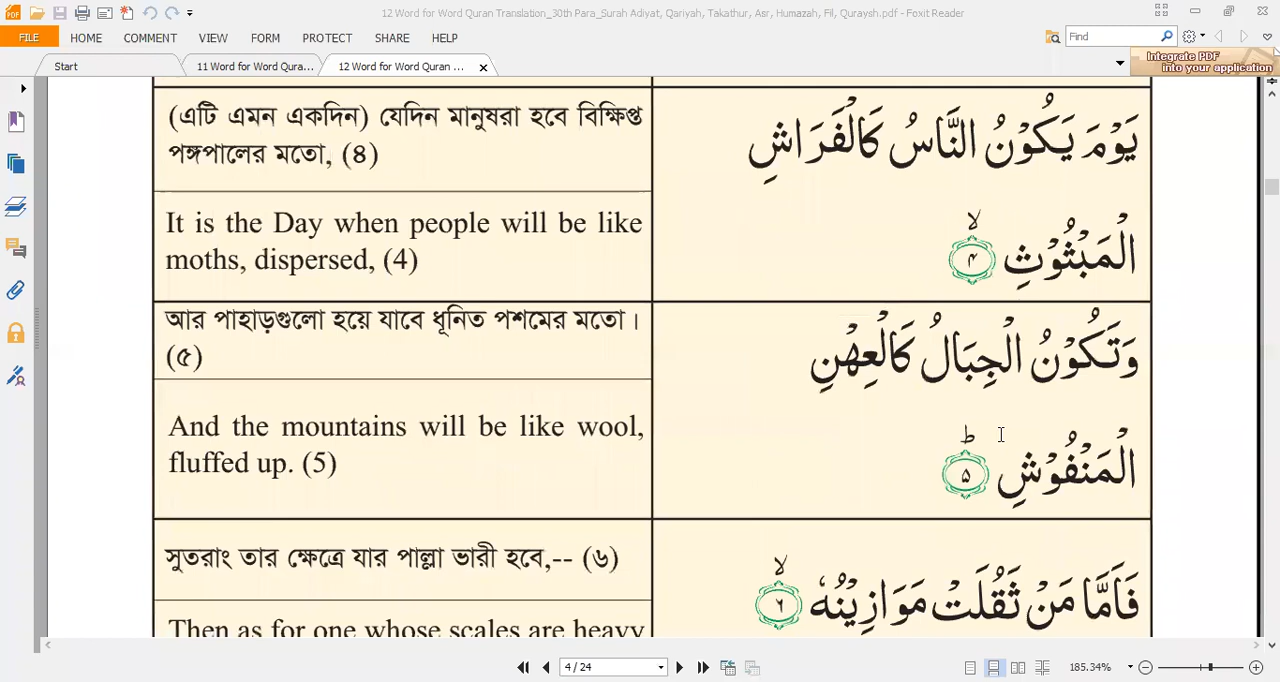 12 Word for Word Quran Translation_30th Para_Surah Adiyat, Qariyah, Takathur, Asr, Humazah, Fil, Quraysh.pdf - Foxit Reader
FILE HOME COMMENT VIEW FORM PROTECT SHARE HELP
Find
Integrate PDF
into your application
Start
11 Word for Word Qura...
12 Word for Word Quran ...
(এটি এমন একদিন) যেদিন মানুষরা হবে বিক্ষিপ্ত
পঙ্গপালের মতো, (৪)
It is the Day when people will be like
moths, dispersed, (4)
يَوْمَ يَكُوْنُ النَّاسُ كَالْفَرَاشِ
الْمَبْثُوْثِ ۙ ۴
আর পাহাড়গুলো হয়ে যাবে ধূনিত পশমের মতো।
(৫)
And the mountains will be like wool,
fluffed up. (5)
وَتَكُوْنُ الْجِبَالُ كَالْعِهْنِ
الْمَنْفُوْشِ ؕ ۵
সুতরাং তার ক্ষেত্রে যার পাল্লা ভারী হবে,-- (৬)
Then as for one whose scales are heavy
فَاَمَّا مَنْ ثَقُلَتْ مَوَازِيْنُهٗ ۙ ۶
4 / 24
185.34%